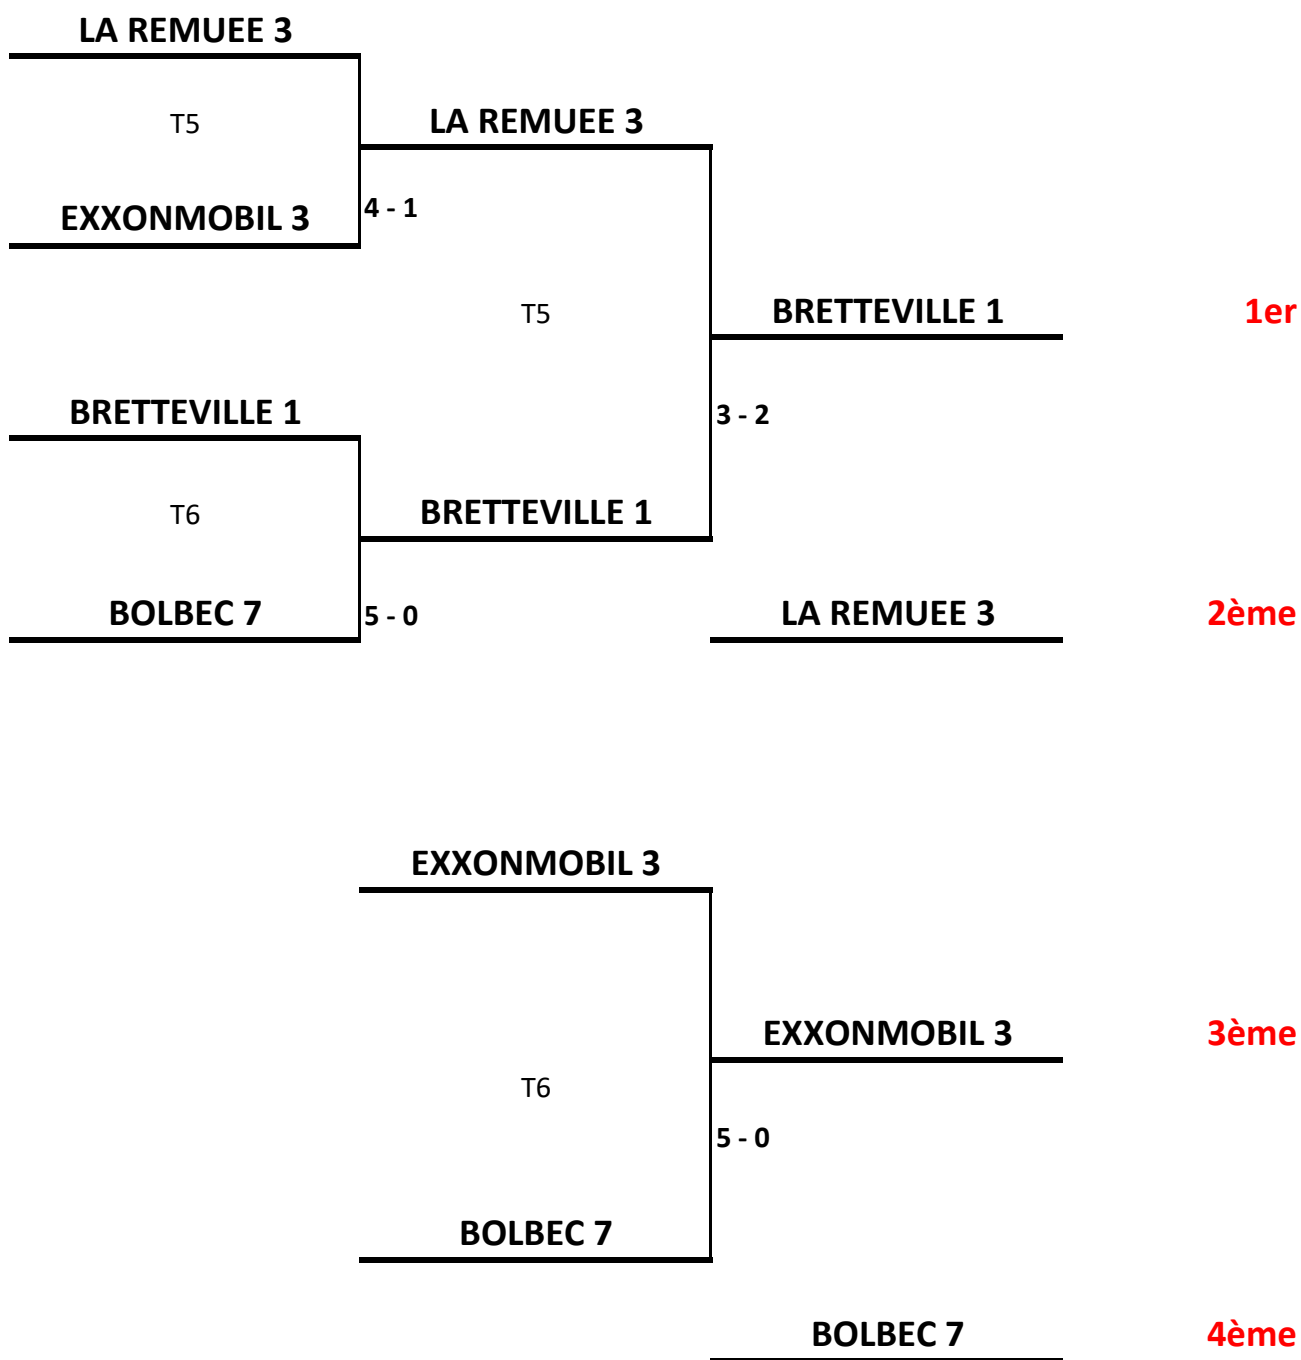 LA REMUEE 3
T5
LA REMUEE 3
EXXONMOBIL 3
4 - 1
T5
BRETTEVILLE 1
1er
BRETTEVILLE 1
3 - 2
T6
BRETTEVILLE 1
BOLBEC 7
5 - 0
LA REMUEE 3
2ème
EXXONMOBIL 3
EXXONMOBIL 3
3ème
T6
5 - 0
BOLBEC 7
BOLBEC 7
4ème